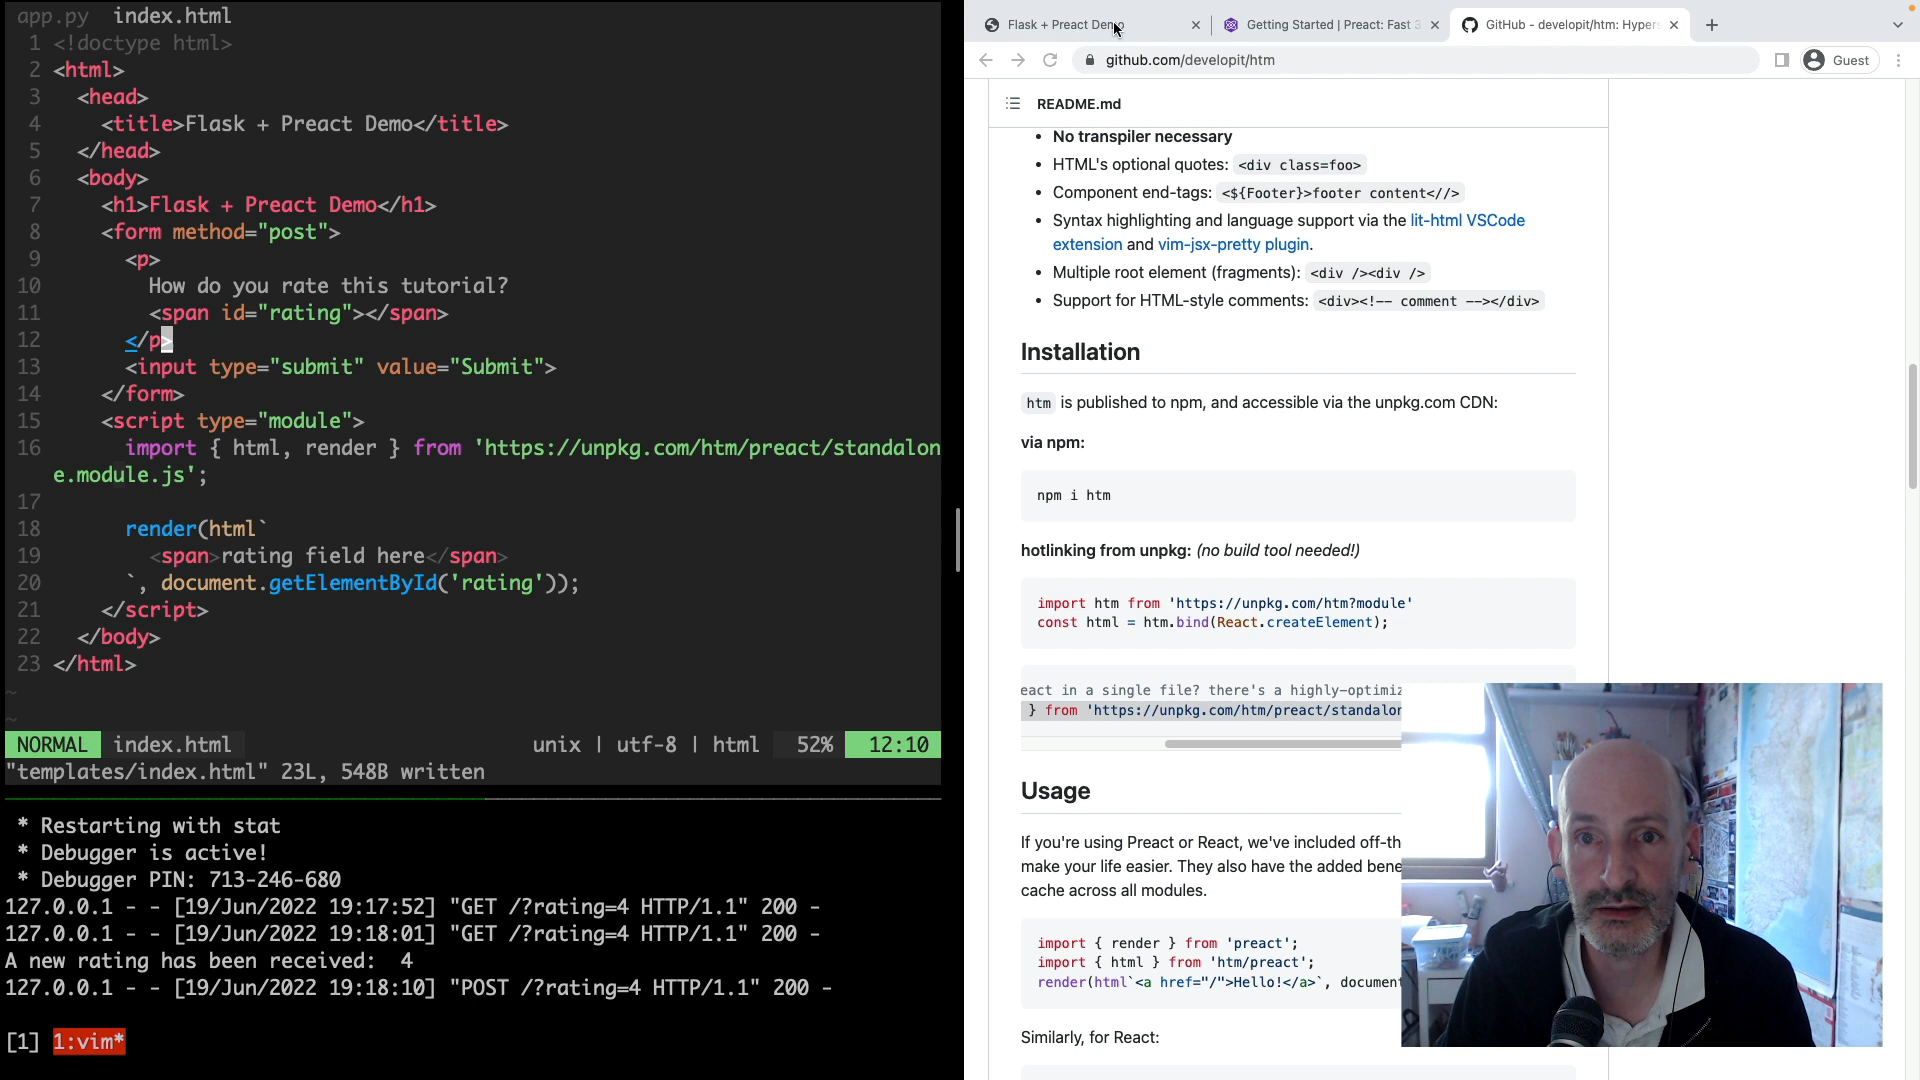 app.py index.html
1 <!doctype html>
2 <html>
3 <head>
4 <title>Flask + Preact Demo</title>
5 </head>
6 <body>
7 <h1>Flask + Preact Demo</h1>
8 <form method="post">
9 <p>
10 How do you rate this tutorial?
11 <span id="rating"></span>
12 </p>
13 <input type="submit" value="Submit">
14 </form>
15 <script type="module">
16 import { html, render } from 'https://unpkg.com/htm/preact/standalon
e.module.js';
17
18 render(html`
19 <span>rating field here</span>
20 `, document.getElementById('rating'));
21 </script>
22 </body>
23 </html>
~
~
NORMAL index.html unix | utf-8 | html 52% 12:10
"templates/index.html" 23L, 548B written
* Restarting with stat
* Debugger is active!
* Debugger PIN: 713-246-680
127.0.0.1 - - [19/Jun/2022 19:17:52] "GET /?rating=4 HTTP/1.1" 200 -
127.0.0.1 - - [19/Jun/2022 19:18:01] "GET /?rating=4 HTTP/1.1" 200 -
A new rating has been received: 4
127.0.0.1 - - [19/Jun/2022 19:18:10] "POST /?rating=4 HTTP/1.1" 200 -
[1] 1:vim*
Flask + Preact Demo
Getting Started | Preact: Fast 3
GitHub - developit/htm: Hypers
github.com/developit/htm
Guest
README.md
• No transpiler necessary
• HTML's optional quotes: <div class=foo>
• Component end-tags: <${Footer}>footer content<//>
• Syntax highlighting and language support via the lit-html VSCode
extension and vim-jsx-pretty plugin.
• Multiple root element (fragments): <div /><div />
• Support for HTML-style comments: <div><!-- comment --></div>
Installation
htm is published to npm, and accessible via the unpkg.com CDN:
via npm:
npm i htm
hotlinking from unpkg: (no build tool needed!)
import htm from 'https://unpkg.com/htm?module'
const html = htm.bind(React.createElement);
eact in a single file? there's a highly-optimiz
} from 'https://unpkg.com/htm/preact/standalon
Usage
If you're using Preact or React, we've included off-th
make your life easier. They also have the added bene
cache across all modules.
import { render } from 'preact';
import { html } from 'htm/preact';
render(html`<a href="/">Hello!</a>`, document
Similarly, for React: